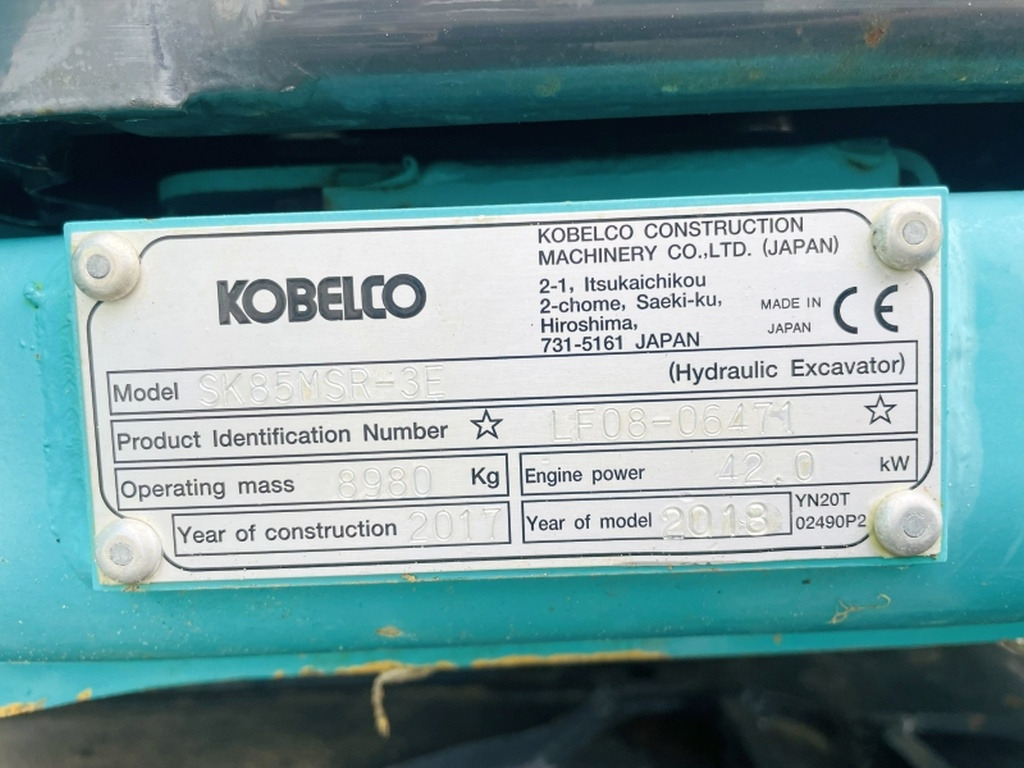 KOBELCO
KOBELCO CONSTRUCTION
MACHINERY CO.,LTD. (JAPAN)
2-1, Itsukaichikou
2-chome, Saeki-ku,
Hiroshima,
731-5161 JAPAN
MADE IN
JAPAN
CE
Model SK85MSR-3E (Hydraulic Excavator)
Product Identification Number ☆ LF08-06471 ☆
Operating mass 8980 Kg
Engine power 42.0 kW
Year of construction 2017
Year of model 2018
YN20T
02490P2